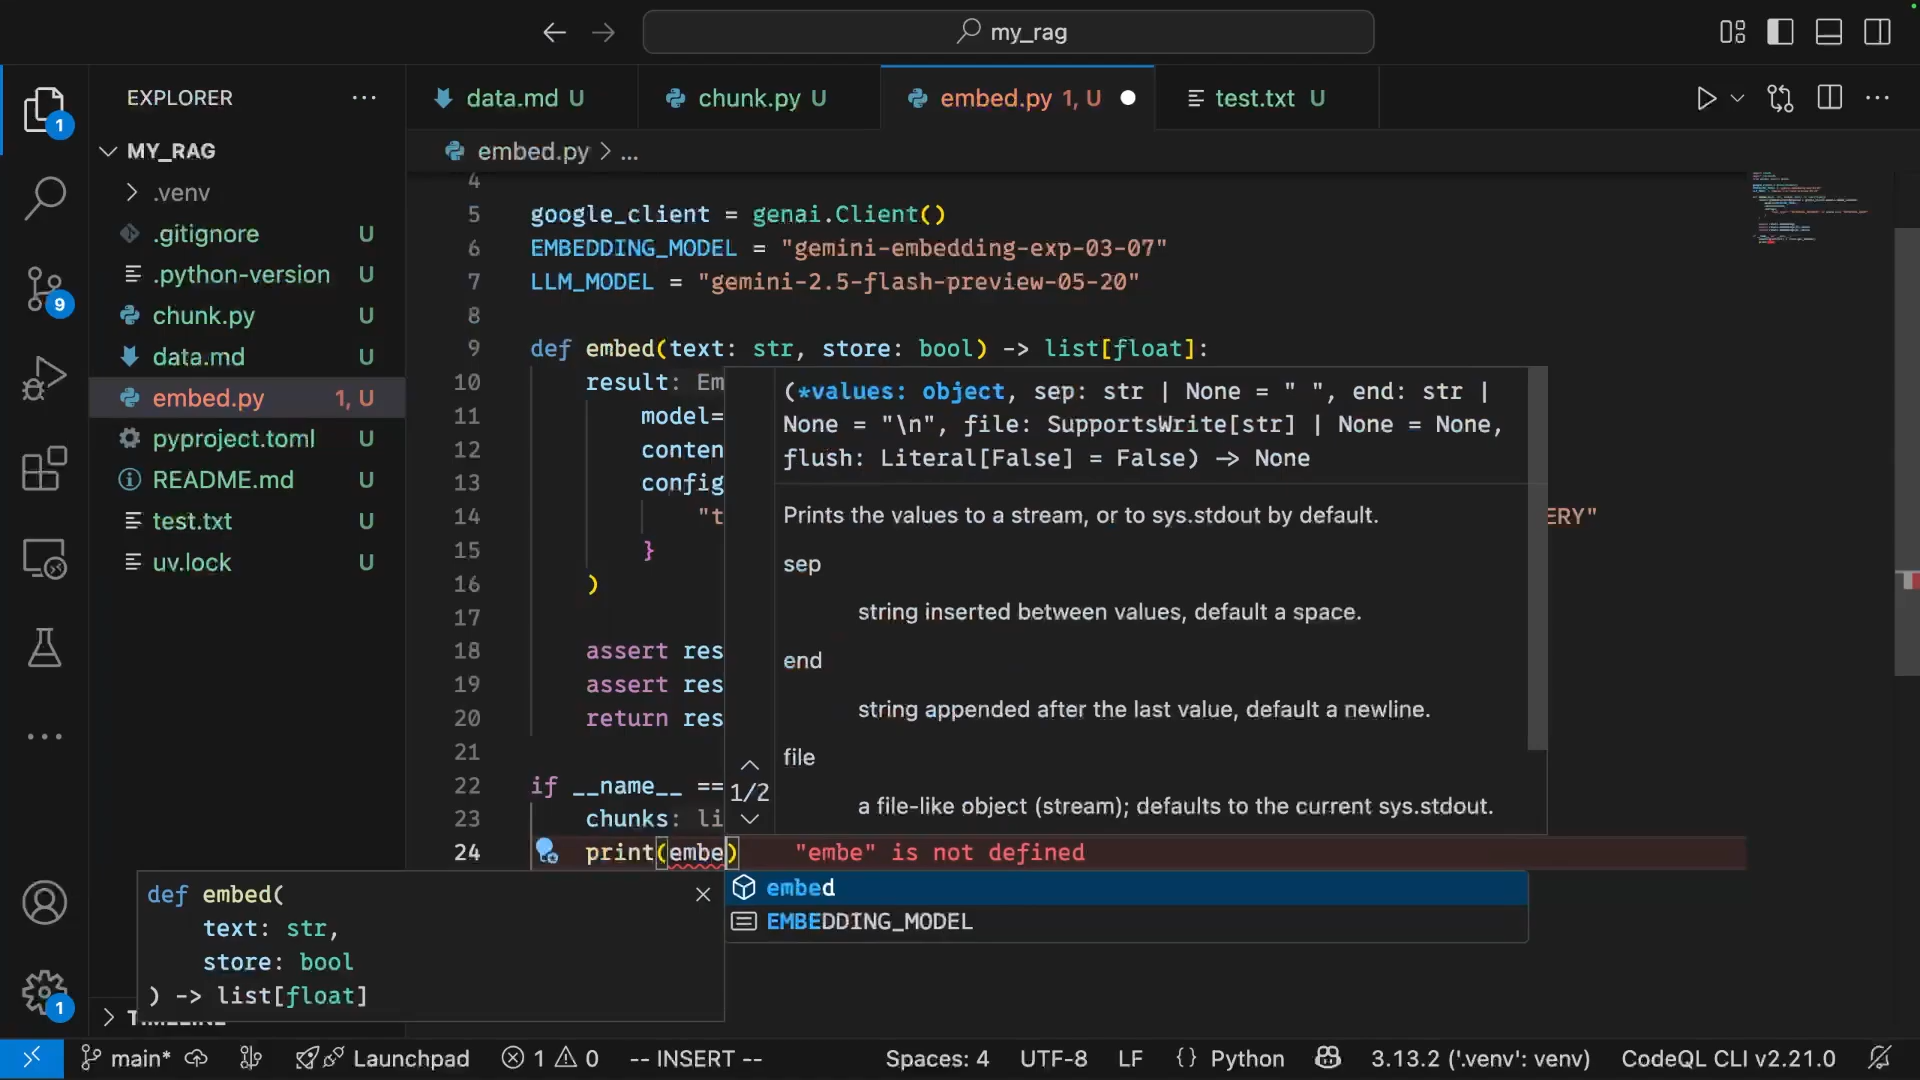 my_rag
EXPLORER
data.md U
chunk.py U
embed.py 1, U
test.txt U
MY_RAG
embed.py > ...
.venv
.gitignore U
.python-version U
chunk.py U
data.md U
embed.py 1, U
pyproject.toml U
README.md U
test.txt U
uv.lock U
1
9
1
4
5 google_client = genai.Client()
6 EMBEDDING_MODEL = "gemini-embedding-exp-03-07"
7 LLM_MODEL = "gemini-2.5-flash-preview-05-20"
8
9 def embed(text: str, store: bool) -> list[float]:
10 result: Em
11 model=
12 conten
13 config
14 "t ERY"
15 }
16 )
17
18 assert res
19 assert res
20 return res
21
22 if __name__ ==
23 chunks: li
24 print(embe) "embe" is not defined
(*values: object, sep: str | None = " ", end: str |
None = "\n", file: SupportsWrite[str] | None = None,
flush: Literal[False] = False) -> None
Prints the values to a stream, or to sys.stdout by default.
sep
string inserted between values, default a space.
end
string appended after the last value, default a newline.
file
a file-like object (stream); defaults to the current sys.stdout.
1/2
embed
EMBEDDING_MODEL
def embed(
text: str,
store: bool
) -> list[float]
TIMELINE
main* Launchpad 1 0 -- INSERT -- Spaces: 4 UTF-8 LF {} Python 3.13.2 ('.venv': venv) CodeQL CLI v2.21.0